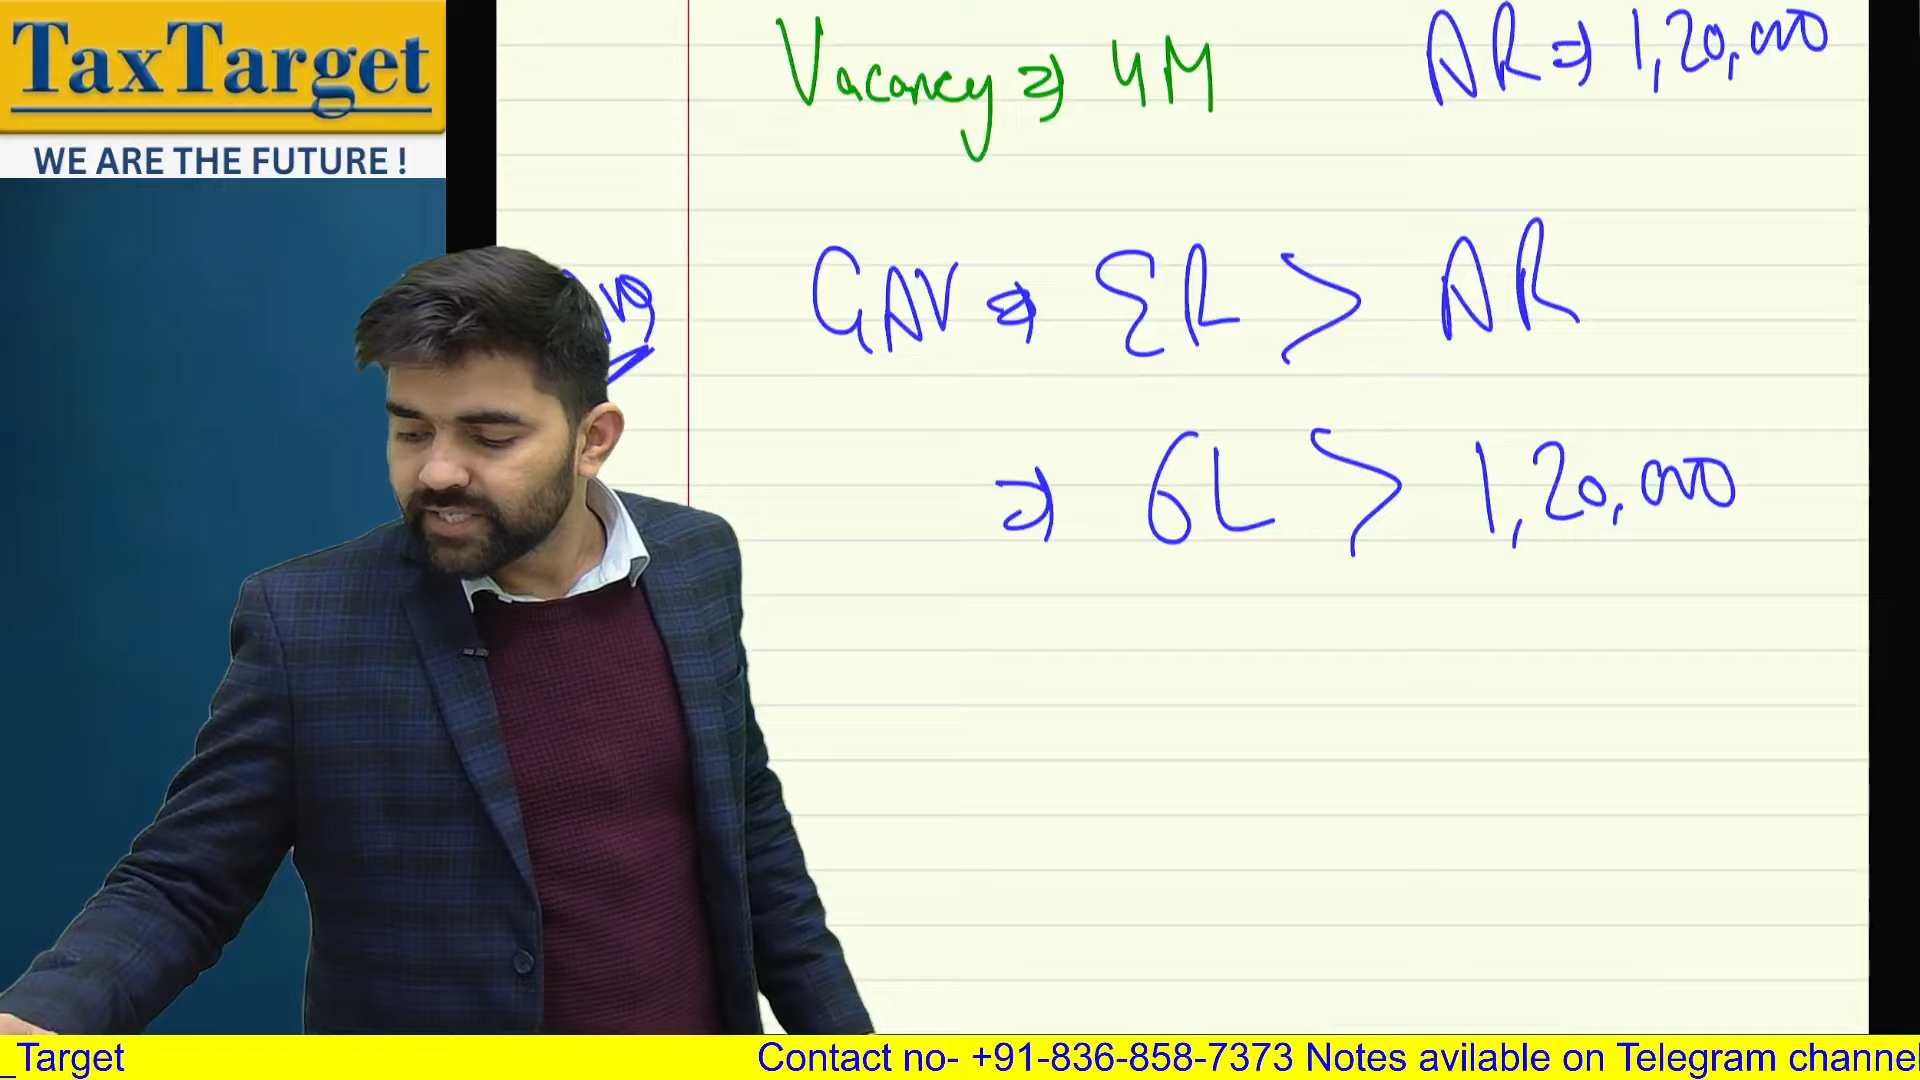 TaxTarget
WE ARE THE FUTURE !
Vacancy ⇒ 4M
AR ⇒ 1,20,000
GAV ⇒ ER > AR
⇒ 6L > 1,20,000
_Target
Contact no- +91-836-858-7373 Notes avilable on Telegram channel